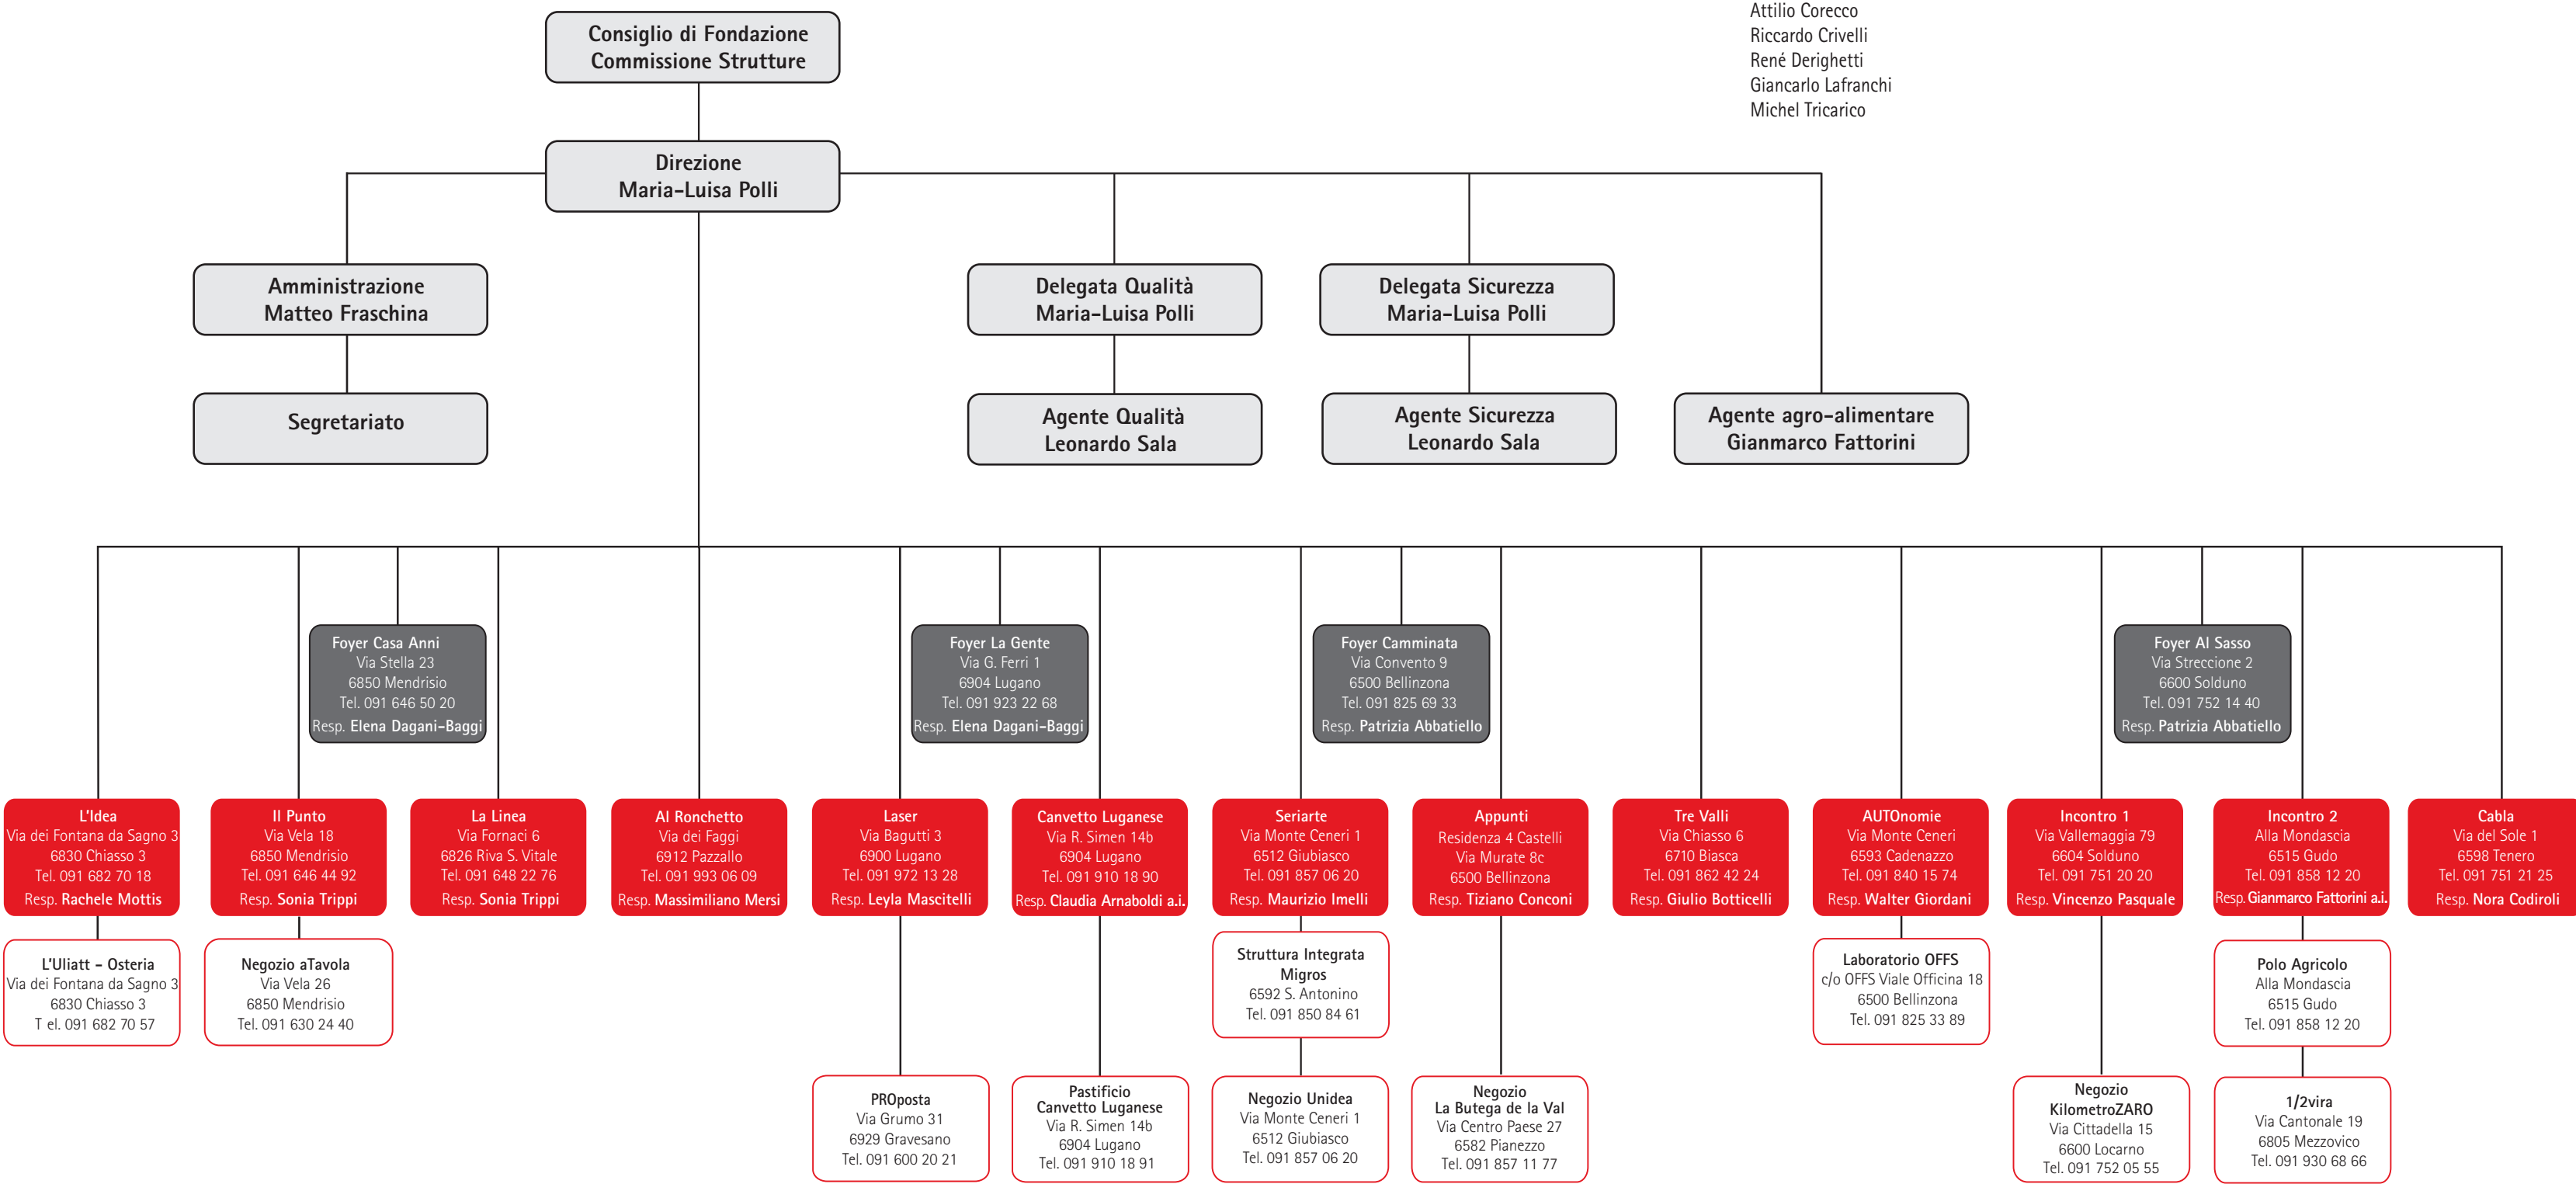 Attilio Corecco
Riccardo Crivelli
René Derighetti
Giancarlo Lafranchi
Michel Tricarico
Consiglio di Fondazione
Commissione Strutture
Direzione
Maria-Luisa Polli
Amministrazione
Matteo Fraschina
Delegata Qualità
Maria-Luisa Polli
Delegata Sicurezza
Maria-Luisa Polli
Segretariato
Agente Qualità
Leonardo Sala
Agente Sicurezza
Leonardo Sala
Agente agro-alimentare
Gianmarco Fattorini
Foyer Casa Anni
Via Stella 23
6850 Mendrisio
Tel. 091 646 50 20
Resp. Elena Dagani-Baggi
Foyer La Gente
Via G. Ferri 1
6904 Lugano
Tel. 091 923 22 68
Resp. Elena Dagani-Baggi
Foyer Camminata
Via Convento 9
6500 Bellinzona
Tel. 091 825 69 33
Resp. Patrizia Abbatiello
Foyer Al Sasso
Via Streccione 2
6600 Solduno
Tel. 091 752 14 40
Resp. Patrizia Abbatiello
L'Idea
Via dei Fontana da Sagno 3
6830 Chiasso 3
Tel. 091 682 70 18
Resp. Rachele Mottis
Il Punto
Via Vela 18
6850 Mendrisio
Tel. 091 646 44 92
Resp. Sonia Trippi
La Linea
Via Fornaci 6
6826 Riva S. Vitale
Tel. 091 648 22 76
Resp. Sonia Trippi
Al Ronchetto
Via dei Faggi
6912 Pazzallo
Tel. 091 993 06 09
Resp. Massimiliano Mersi
Laser
Via Bagutti 3
6900 Lugano
Tel. 091 972 13 28
Resp. Leyla Mascitelli
Canvetto Luganese
Via R. Simen 14b
6904 Lugano
Tel. 091 910 18 90
Resp. Claudia Arnaboldi a.i.
Seriarte
Via Monte Ceneri 1
6512 Giubiasco
Tel. 091 857 06 20
Resp. Maurizio Imelli
Appunti
Residenza 4 Castelli
Via Murate 8c
6500 Bellinzona
Resp. Tiziano Conconi
Tre Valli
Via Chiasso 6
6710 Biasca
Tel. 091 862 42 24
Resp. Giulio Botticelli
AUTOnomie
Via Monte Ceneri
6593 Cadenazzo
Tel. 091 840 15 74
Resp. Walter Giordani
Incontro 1
Via Vallemaggia 79
6604 Solduno
Tel. 091 751 20 20
Resp. Vincenzo Pasquale
Incontro 2
Alla Mondascia
6515 Gudo
Tel. 091 858 12 20
Resp. Gianmarco Fattorini a.i.
Cabla
Via del Sole 1
6598 Tenero
Tel. 091 751 21 25
Resp. Nora Codiroli
L'Uliatt - Osteria
Via dei Fontana da Sagno 3
6830 Chiasso 3
T el. 091 682 70 57
Negozio aTavola
Via Vela 26
6850 Mendrisio
Tel. 091 630 24 40
Struttura Integrata
Migros
6592 S. Antonino
Tel. 091 850 84 61
Laboratorio OFFS
c/o OFFS Viale Officina 18
6500 Bellinzona
Tel. 091 825 33 89
Polo Agricolo
Alla Mondascia
6515 Gudo
Tel. 091 858 12 20
PROposta
Via Grumo 31
6929 Gravesano
Tel. 091 600 20 21
Pastificio
Canvetto Luganese
Via R. Simen 14b
6904 Lugano
Tel. 091 910 18 91
Negozio Unidea
Via Monte Ceneri 1
6512 Giubiasco
Tel. 091 857 06 20
Negozio
La Butega de la Val
Via Centro Paese 27
6582 Pianezzo
Tel. 091 857 11 77
Negozio
KilometroZARO
Via Cittadella 15
6600 Locarno
Tel. 091 752 05 55
1/2vira
Via Cantonale 19
6805 Mezzovico
Tel. 091 930 68 66